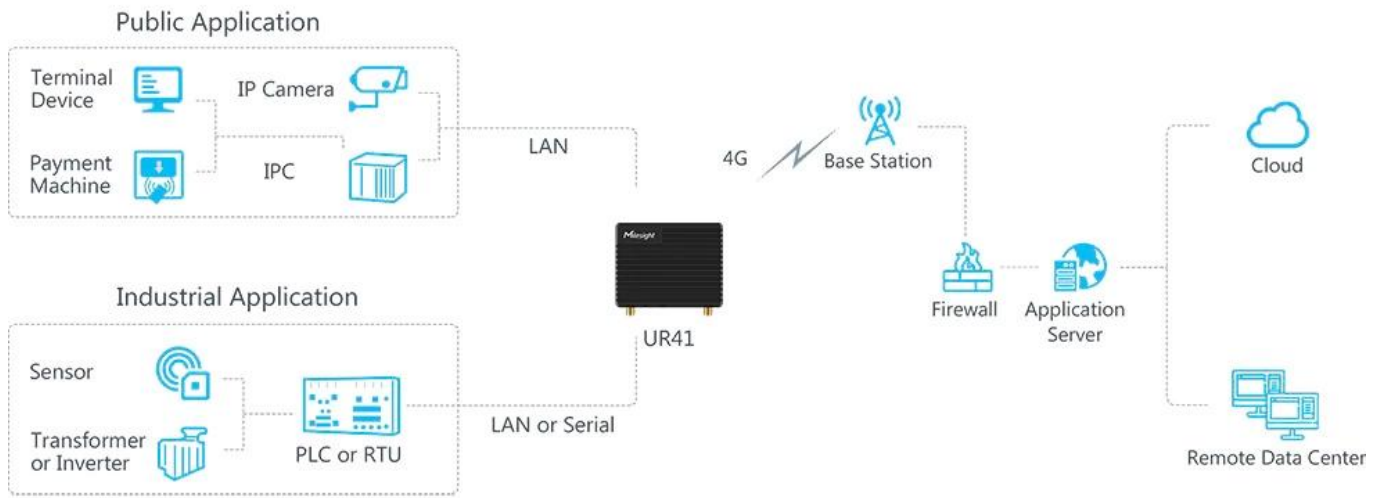 Public Application
Terminal
Device
IP Camera
Payment
Machine
IPC
LAN
4G
Base Station
Cloud
Milesight
UR41
Firewall
Application
Server
Industrial Application
Sensor
Transformer
or Inverter
PLC or RTU
LAN or Serial
Remote Data Center